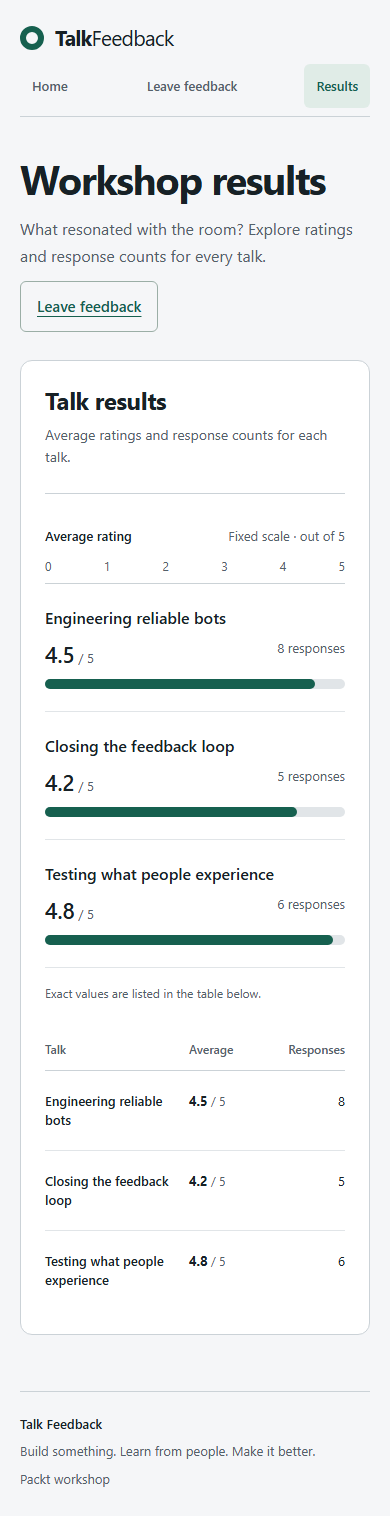 TalkFeedback
Home Leave feedback Results
Workshop results
What resonated with the room? Explore ratings
and response counts for every talk.
Leave feedback
Talk results
Average ratings and response counts for each
talk.
Average rating Fixed scale · out of 5
0 1 2 3 4 5
Engineering reliable bots
4.5 / 5 8 responses
Closing the feedback loop
4.2 / 5 5 responses
Testing what people experience
4.8 / 5 6 responses
Exact values are listed in the table below.
Talk Average Responses
Engineering reliable 4.5 / 5 8
bots
Closing the feedback 4.2 / 5 5
loop
Testing what people 4.8 / 5 6
experience
Talk Feedback
Build something. Learn from people. Make it better.
Packt workshop